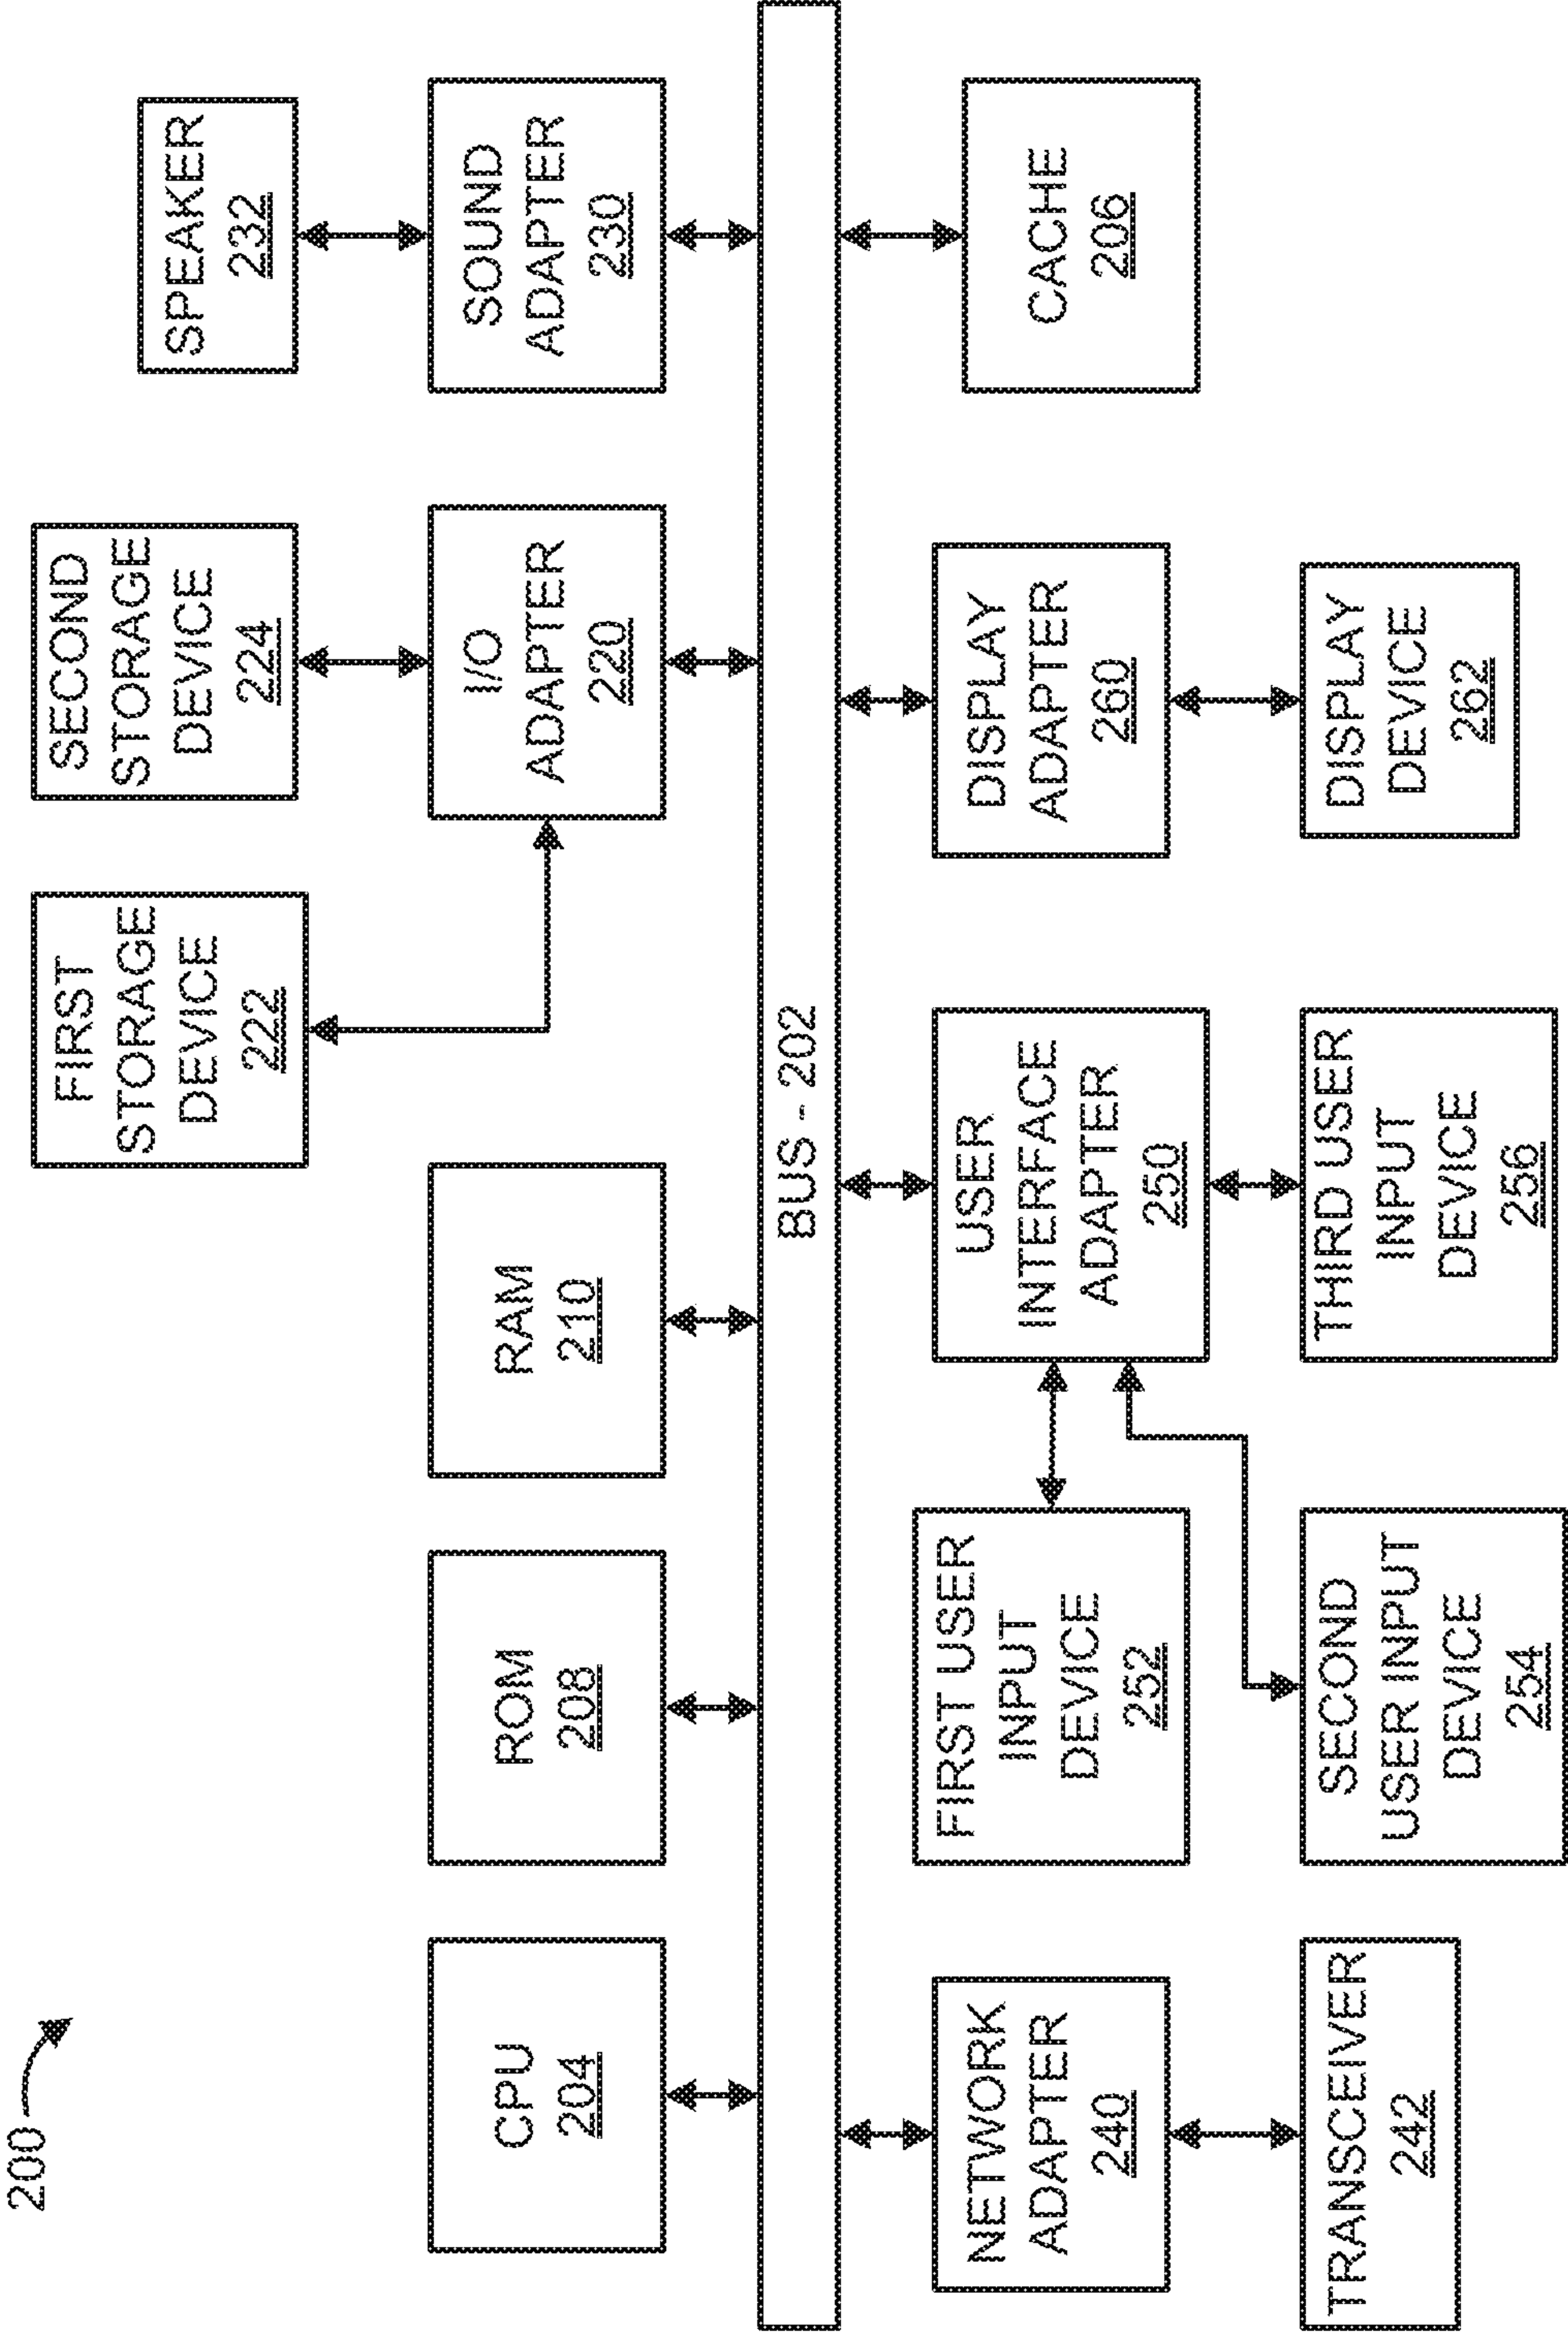 200
FIRST
STORAGE
DEVICE
222
SECOND
STORAGE
DEVICE
224
SPEAKER
232
CPU
204
ROM
208
RAM
210
I/O
ADAPTER
220
SOUND
ADAPTER
230
BUS - 202
NETWORK
ADAPTER
240
FIRST USER
INPUT
DEVICE
252
USER
INTERFACE
ADAPTER
250
DISPLAY
ADAPTER
260
CACHE
206
TRANSCEIVER
242
SECOND
USER INPUT
DEVICE
254
THIRD USER
INPUT
DEVICE
256
DISPLAY
DEVICE
262